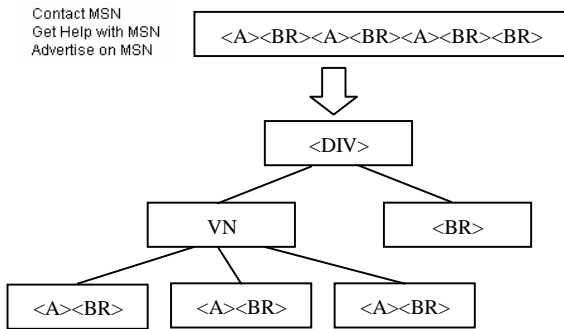 Contact MSN
Get Help with MSN
Advertise on MSN
<A><BR><A><BR><A><BR><BR>
<DIV>
VN
<BR>
<A><BR>
<A><BR>
<A><BR>